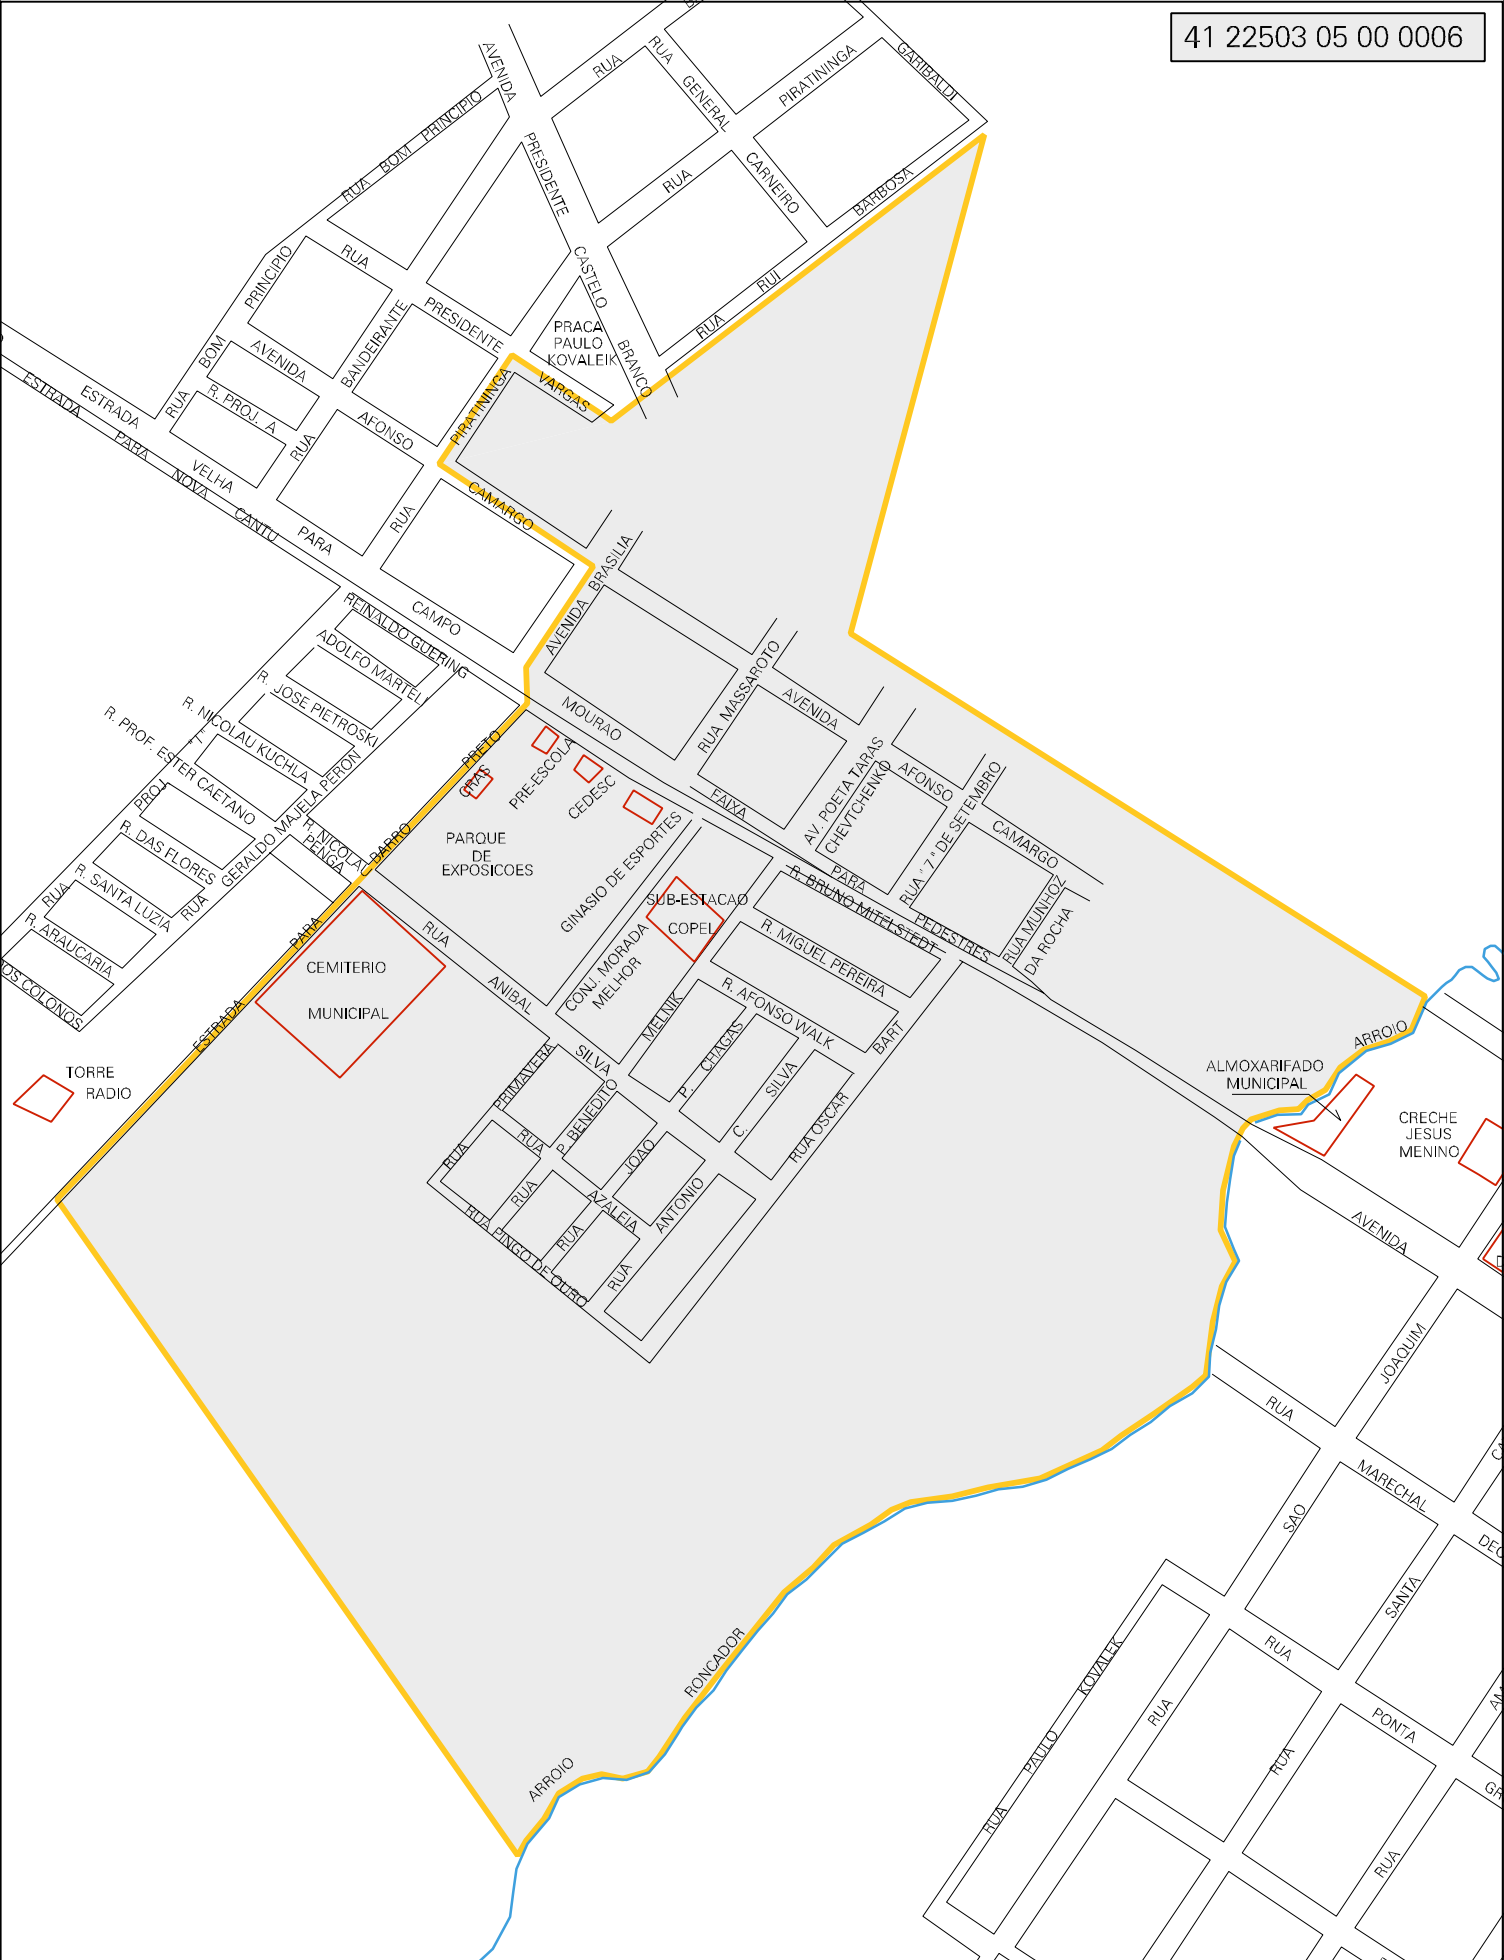 41 22503 05 00 0006
AVENIDA
PRESIDENTE
CASTELO
BRANCO
RUA
RUA
GENERAL
CARNEIRO
PIRATININGA
GARIBALDI
RUA BOM PRINCIPIO
RUA
RUA
RUI
BARBOSA
RUA
PRESIDENTE
VARGAS
RUA
BOM
PRINCIPIO
BANDEIRANTE
RUA
AVENIDA
AFONSO
CAMARGO
R. PROJ. A
PRACA
PAULO
KOVALEIK
PIRATININGA
RUA
ESTRADA
VELHA
PARA
CAMPO
MOURAO
ESTRADA
PARA
NOVA
CANTU
AVENIDA BRASILIA
REINALDO GUERING
ADOLFO MARTELI
R. JOSE PIETROSKI
R. NICOLAU KUCHLA
R. PROF. ESTER CAETANO
PROJ
R. DAS FLORES
RUA
R. SANTA LUZIA
R. ARAUCARIA
OS COLONOS
RUA GERALDO MAJELA PERON
R. NICOLAU
PENGA
ESTRADA
PARA
BARRO
PRETO
CRAS
PRE-ESCOLA
CEDESC
GINASIO DE ESPORTES
PARQUE
DE
EXPOSICOES
RUA MASSAROTO
AVENIDA
AFONSO
CAMARGO
AV. POETA TARAS
CHEVTCHENKO
RUA " 7 " DE SETEMBRO
RUA MUNHOZ
DA ROCHA
FAIXA
PARA
PEDESTRES
R. BRUNO MITELSTEDT
SUB-ESTACAO
COPEL
R. MIGUEL PEREIRA
R. AFONSO WALK
CONJ. MORADA
MELHOR
RUA
ANIBAL
SILVA
CEMITERIO
MUNICIPAL
TORRE
RADIO
MELNIK
P. CHAGAS
C. SILVA
RUA OSCAR
BART
RUA
PRIMAVERA
RUA
AZALEIA
P. BENEDITO
RUA
JOAO
RUA
ANTONIO
RUA
RUA PINGO DE OURO
ARROIO
ALMOXARIFADO
MUNICIPAL
CRECHE
JESUS
MENINO
AVENIDA
JOAQUIM
RUA
MARECHAL
DEO
SAO
SANTA
RUA
PONTA
GR
RUA
PAULO
KOVALEK
RUA
RUA
RUA
RONCADOR
ARROIO